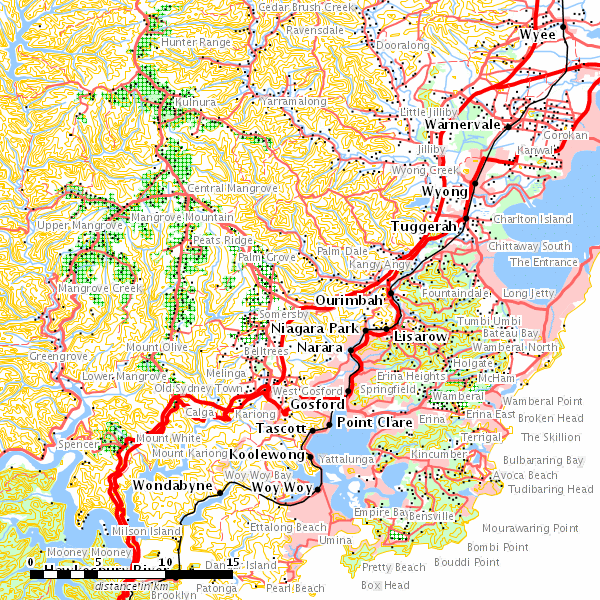 Cedar Brush Creek
Ravensdale
Wyee
Hunter Range
Dooralong
Kulnura
Yarramalong
Little Jilliby
Warnervale
Gorokan
Jilliby
Kanwal
Wyong Creek
Central Mangrove
Wyong
Mangrove Mountain
Charlton Island
Upper Mangrove
Tuggerah
Peats Ridge
Palm Dale
Chittaway South
Palm Grove
Kangy Angy
The Entrance
Mangrove Creek
Ourimbah
Fountaindale
Long Jetty
Somersby
Tumbi Umbi
Niagara Park
Lisarow
Bateau Bay
Mount Olive
Narara
Wamberal North
Greengrove
Beltrees
Holgate
Lower Mangrove
Melinga
Erina Heights
McHam
Old Sydney Town
West Gosford
Springfield
Wamberal
Wamberal Point
Gosford
Calga
Kariong
Erina
Erina East
Broken Head
Tascott
Point Clare
Spencer
Mount White
Terrigal
The Skillion
Mount Kariong
Koolewong
Yattalunga
Kincumber
Bulbararing Bay
Woy Woy Bay
Avoca Beach
Wondabyne
Woy Woy
Tudibaring Head
Empire Bay
Bensville
Milson Island
Ettalong Beach
Mourawaring Point
Umina
Mooney Mooney
Bombi Point
Bouddi Point
0 5 10 15
Hawkesbury River
Island
Pretty Beach
distance in km
Patonga
Pearl Beach
Box Head
Brooklyn